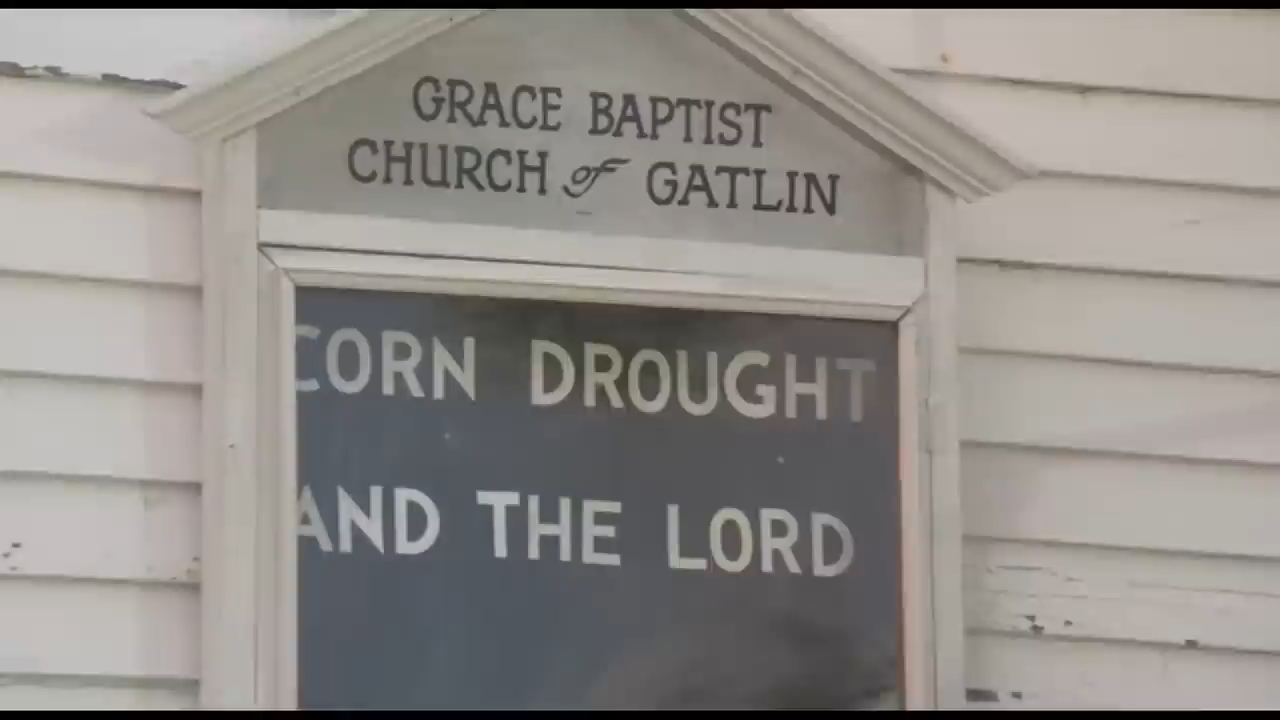 GRACE BAPTIST
CHURCH of GATLIN
CORN DROUGHT
AND THE LORD